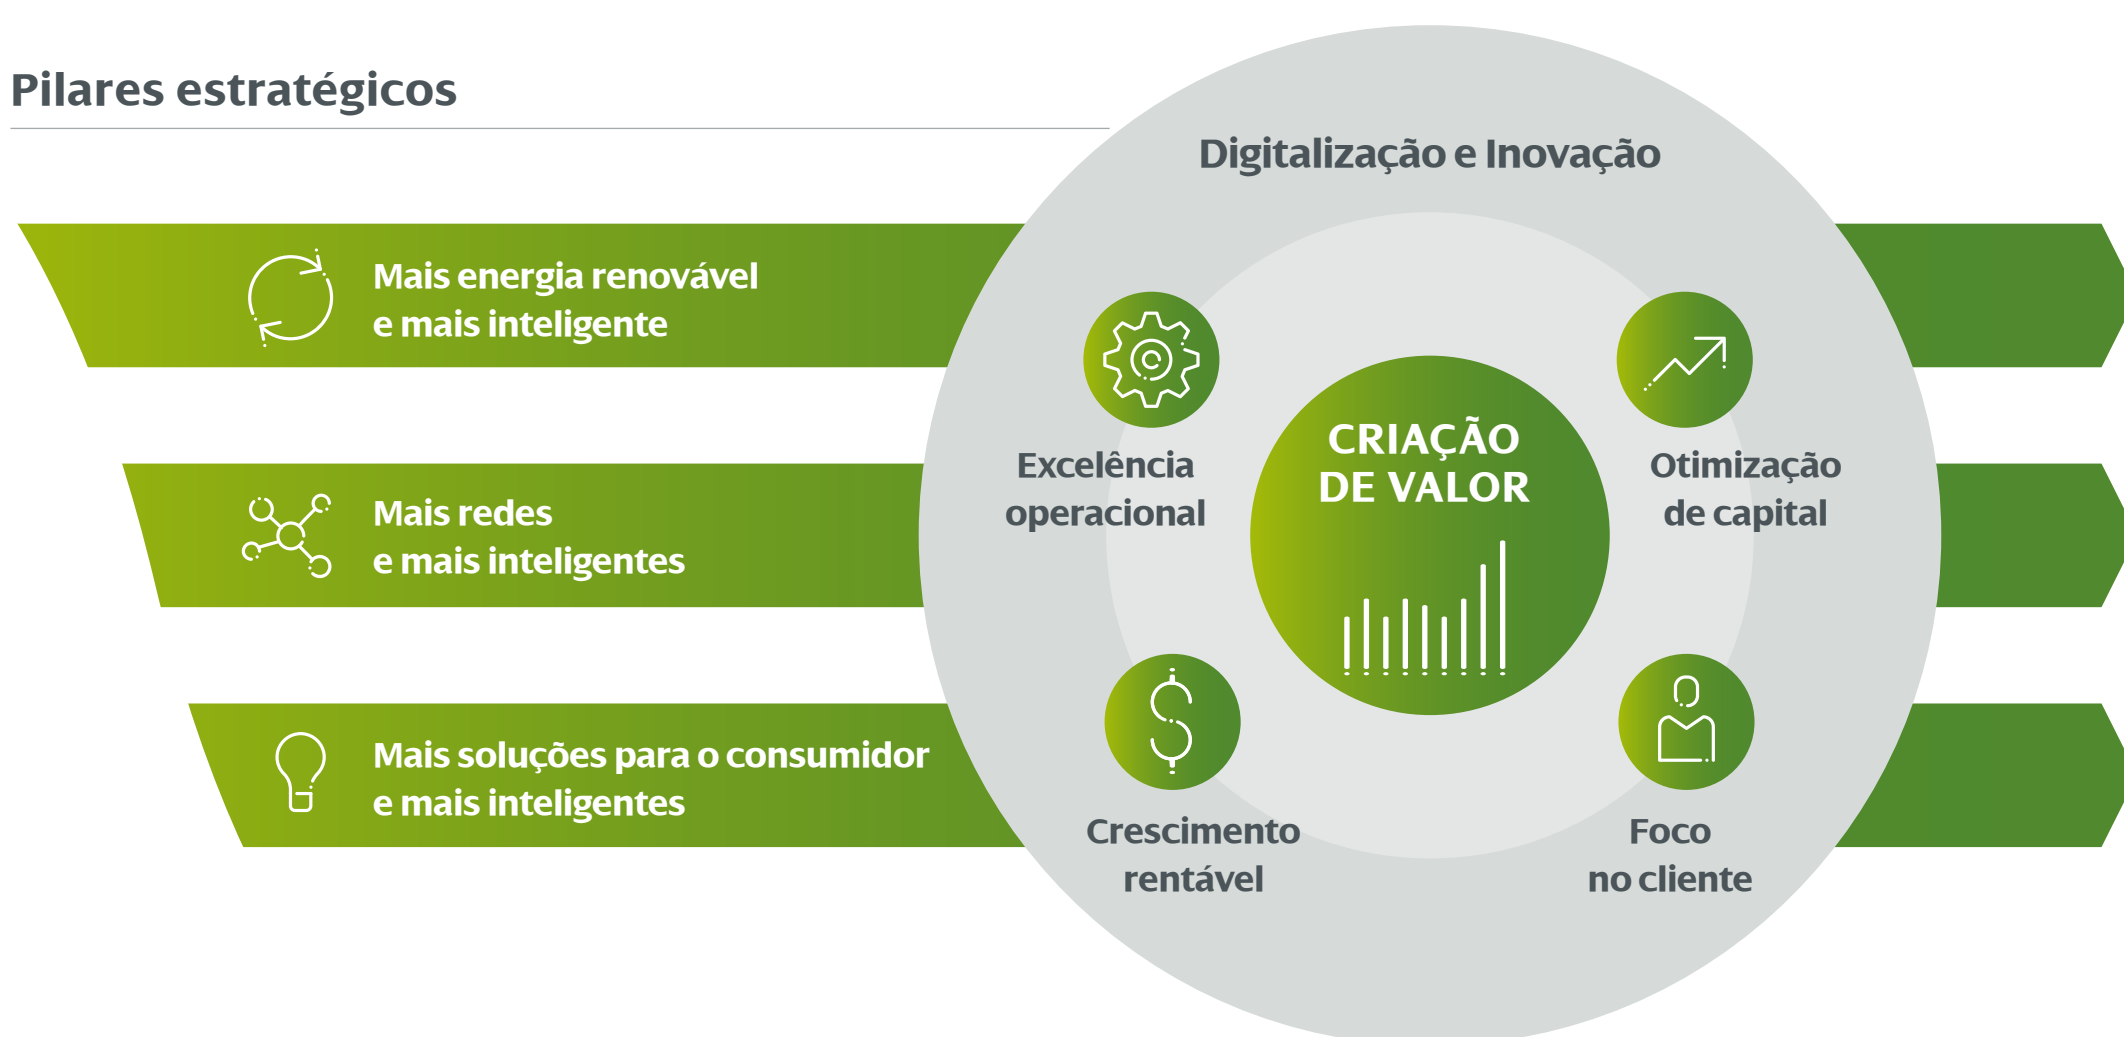 Pilares estratégicos
Mais energia renovável
e mais inteligente
Mais redes
e mais inteligentes
Mais soluções para o consumidor
e mais inteligentes
Digitalização e Inovação
Excelência
operacional
CRIAÇÃO
DE VALOR
Otimização
de capital
Crescimento
rentável
Foco
no cliente